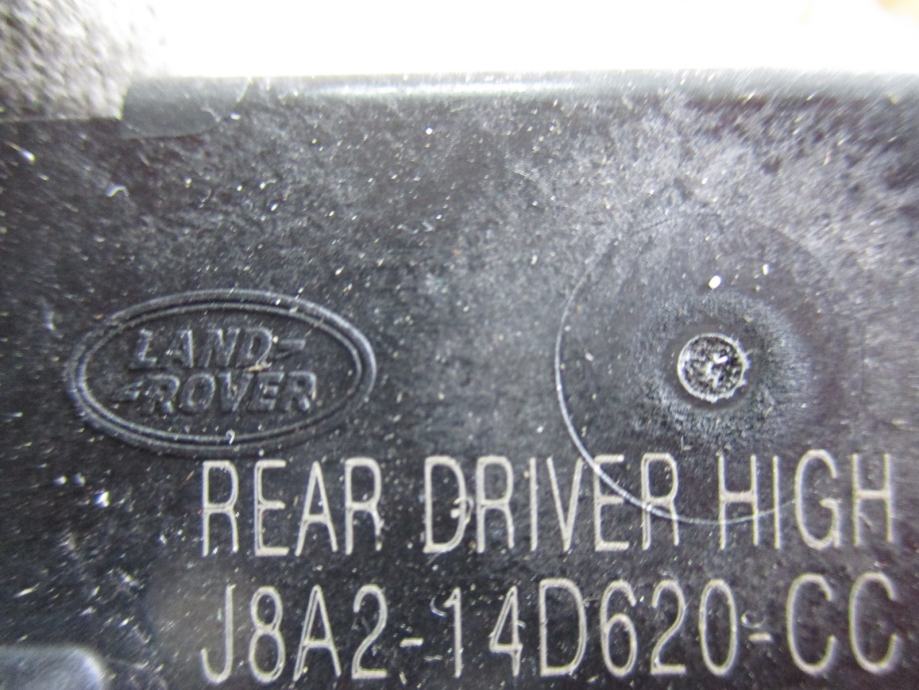 LAND
ROVER
REAR DRIVER HIGH
J8A2-14D620-CC